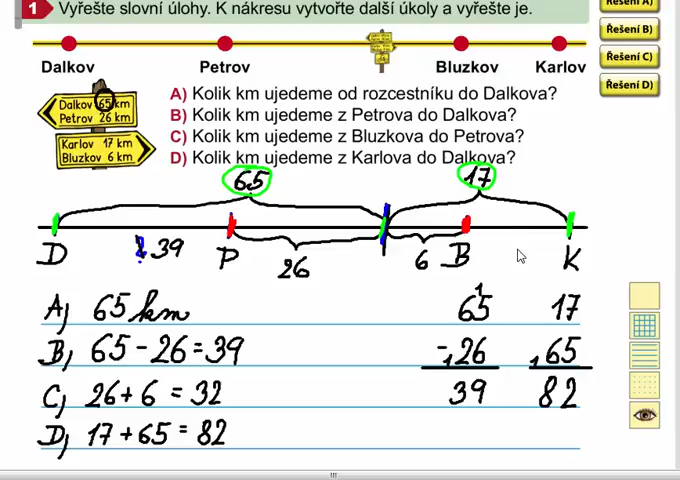 1 Vyřešte slovní úlohy. K nákresu vytvořte další úkoly a vyřešte je.
Řešení A)
Řešení B)
Řešení C)
Řešení D)
Dalkov Petrov Bluzkov Karlov
Dalkov 65 km
Petrov 26 km
Karlov 17 km
Bluzkov 6 km
A) Kolik km ujedeme od rozcestníku do Dalkova?
B) Kolik km ujedeme z Petrova do Dalkova?
C) Kolik km ujedeme z Bluzkova do Petrova?
D) Kolik km ujedeme z Karlova do Dalkova?
65 17
D 39 P 26 6 B K
A) 65 km
B) 65 - 26 = 39
C) 26 + 6 = 32
D) 17 + 65 = 82
1
65
-126
39
17
165
82